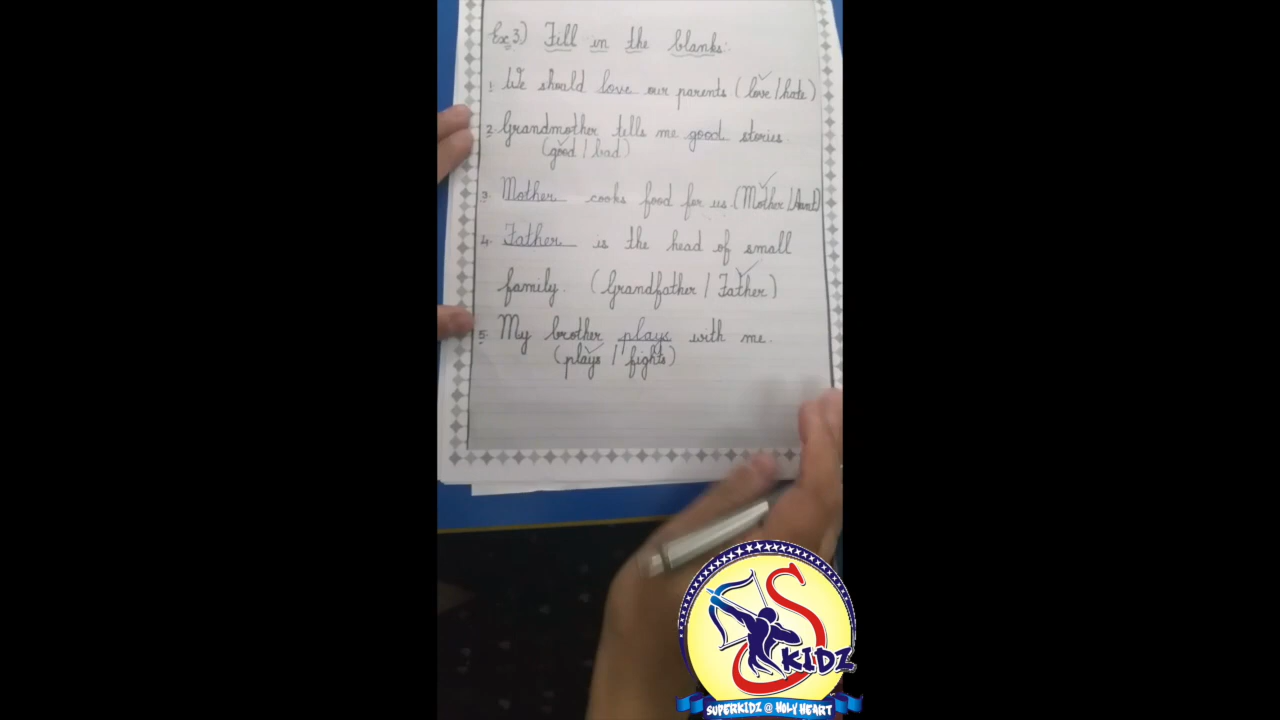 Ex 3) Fill in the blanks:
1. We should love our parents (love / hate)
2. Grandmother tells me good stories.
(good / bad)
3. Mother cooks food for us. (Mother / Aunt)
4. Father is the head of small
family. (Grandfather / Father)
5. My brother plays with me.
(plays / fights)
S
KIDZ
SUPERKIDZ @ HOLY HEART